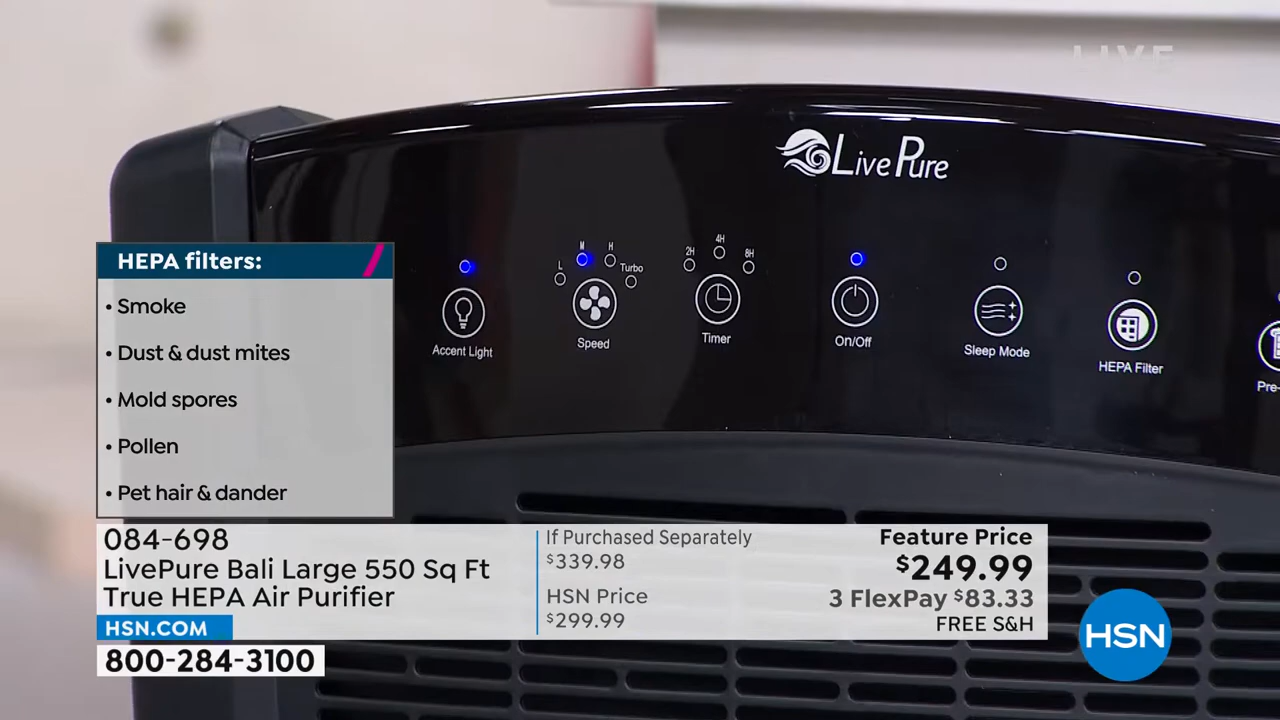 LIVE
LivePure
L
M
H
Turbo
2H
4H
8H
Accent Light
Speed
Timer
On/Off
Sleep Mode
HEPA Filter
Pre-
HEPA filters:
• Smoke
• Dust & dust mites
• Mold spores
• Pollen
• Pet hair & dander
084-698
LivePure Bali Large 550 Sq Ft
True HEPA Air Purifier
HSN.COM
800-284-3100
If Purchased Separately
$339.98
HSN Price
$299.99
Feature Price
$249.99
3 FlexPay $83.33
FREE S&H
HSN